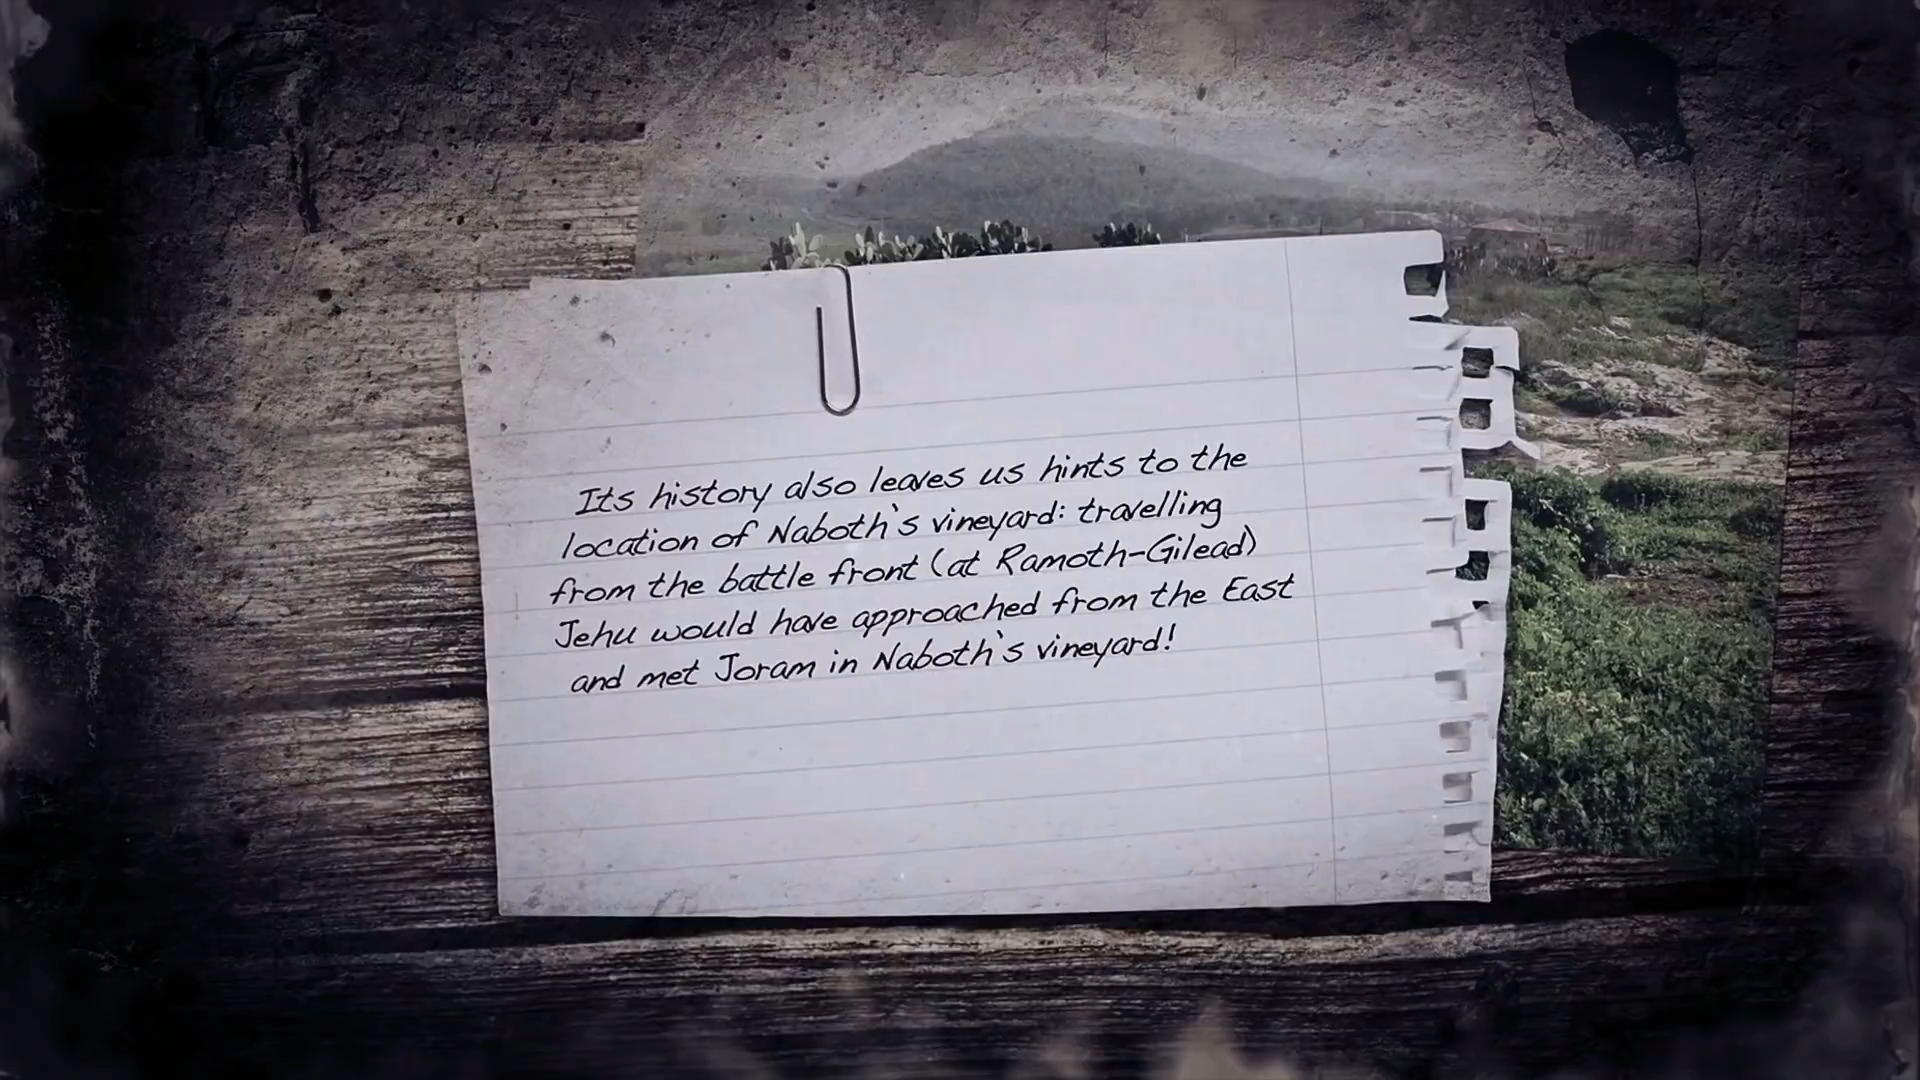 Its history also leaves us hints to the
location of Naboth's vineyard: travelling
from the battle front (at Ramoth-Gilead)
Jehu would have approached from the East
and met Joram in Naboth's vineyard!